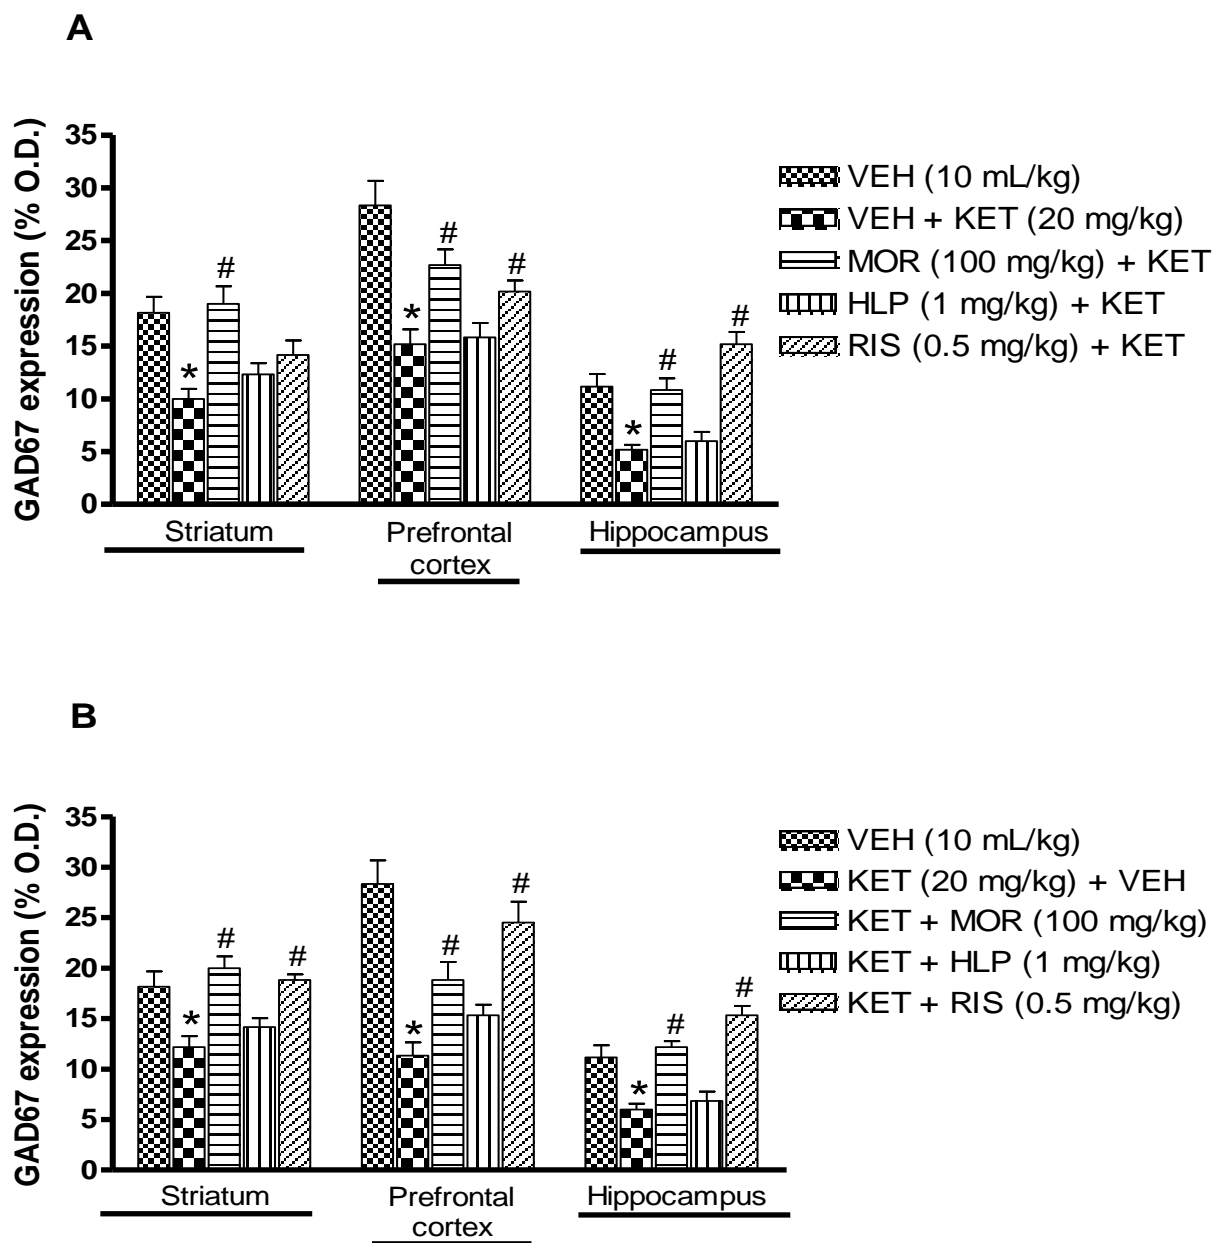 A
GAD67 expression (% O.D.)
35
30
25
20
15
10
5
0
*
#
*
#
#
*
#
#
Striatum
Prefrontal
cortex
Hippocampus
VEH (10 mL/kg)
VEH + KET (20 mg/kg)
MOR (100 mg/kg) + KET
HLP (1 mg/kg) + KET
RIS (0.5 mg/kg) + KET
B
GAD67 expression (% O.D.)
35
30
25
20
15
10
5
0
*
#
#
*
#
#
*
#
#
Striatum
Prefrontal
cortex
Hippocampus
VEH (10 mL/kg)
KET (20 mg/kg) + VEH
KET + MOR (100 mg/kg)
KET + HLP (1 mg/kg)
KET + RIS (0.5 mg/kg)